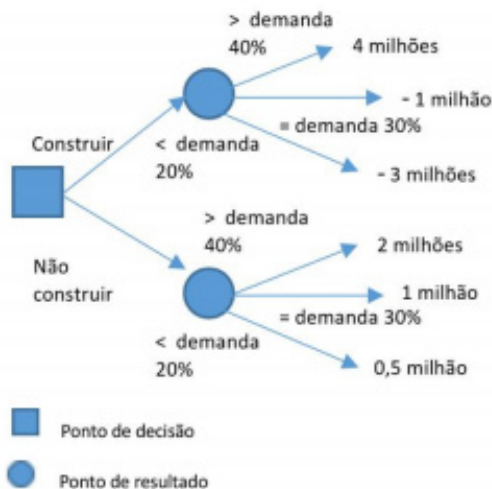 > demanda
40%
4 milhões
- 1 milhão
= demanda 30%
Construir
< demanda
20%
- 3 milhões
> demanda
40%
2 milhões
Não
construir
1 milhão
= demanda 30%
< demanda
20%
0,5 milhão
Ponto de decisão
Ponto de resultado